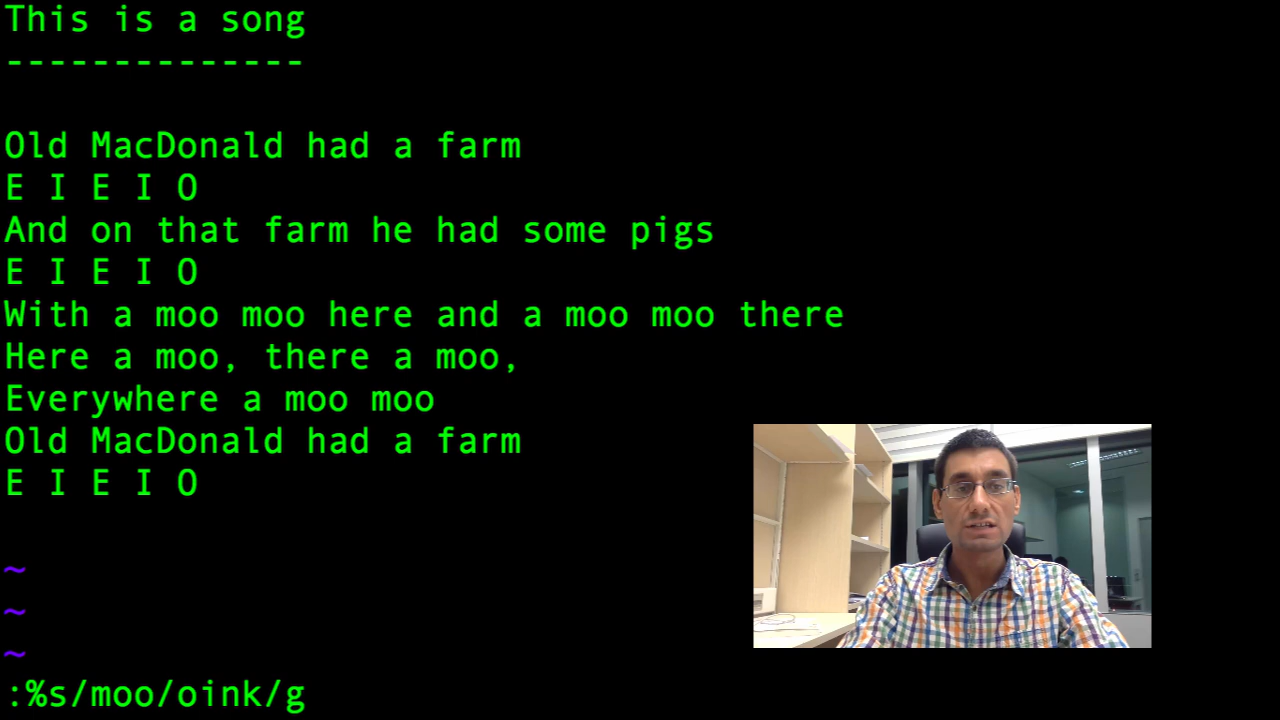 This is a song
--------------
Old MacDonald had a farm
E I E I O
And on that farm he had some pigs
E I E I O
With a moo moo here and a moo moo there
Here a moo, there a moo,
Everywhere a moo moo
Old MacDonald had a farm
E I E I O
~
~
~
:%s/moo/oink/g